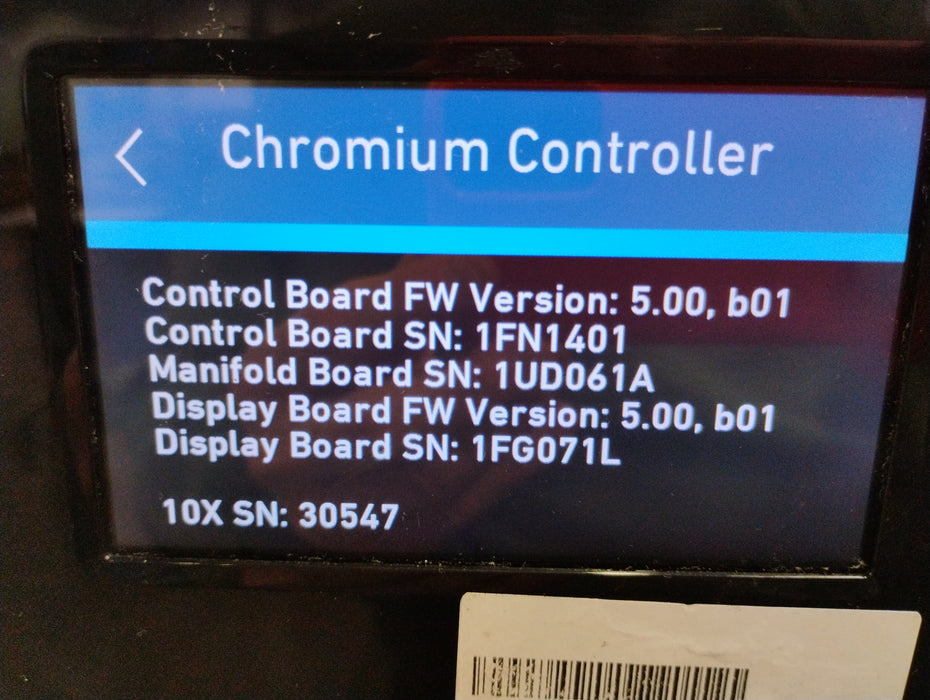 Chromium Controller
Control Board FW Version: 5.00, b01
Control Board SN: 1FN1401
Manifold Board SN: 1UD061A
Display Board FW Version: 5.00, b01
Display Board SN: 1FG071L
10X SN: 30547